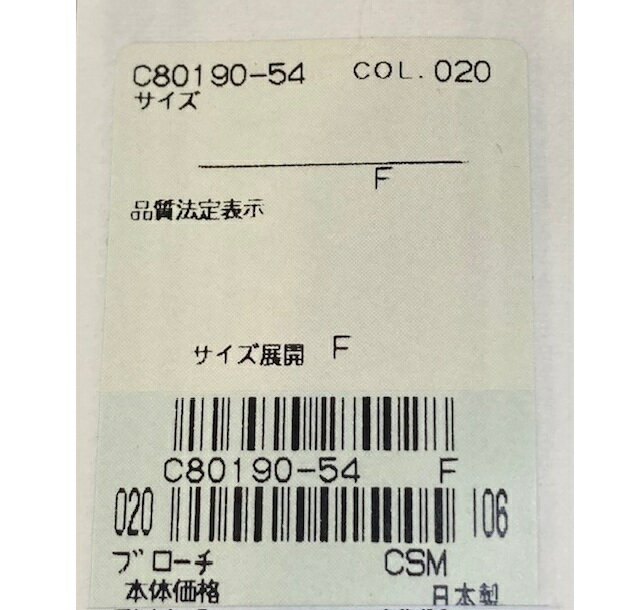 C80190-54 COL.020
サイズ
F
品質法定表示
サイズ展開 F
C80190-54 F
020 106
ブローチ CSM
本体価格 日本製